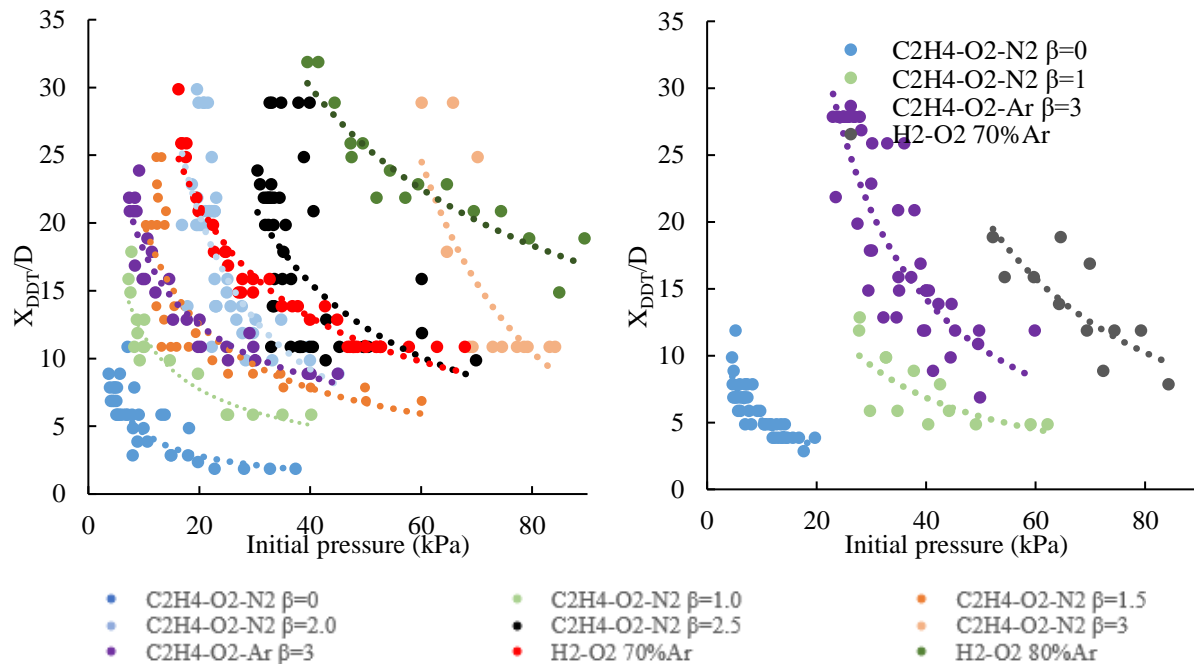 35
30
25
20
15
10
5
0
X_DDT/D
0 20 40 60 80
Initial pressure (kPa)
35
30
25
20
15
10
5
0
X_DDT/D
0 20 40 60 80
Initial pressure (kPa)
C2H4-O2-N2 β=0
C2H4-O2-N2 β=1
C2H4-O2-Ar β=3
H2-O2 70%Ar
C2H4-O2-N2 β=0 C2H4-O2-N2 β=1.0 C2H4-O2-N2 β=1.5
C2H4-O2-N2 β=2.0 C2H4-O2-N2 β=2.5 C2H4-O2-N2 β=3
C2H4-O2-Ar β=3 H2-O2 70%Ar H2-O2 80%Ar